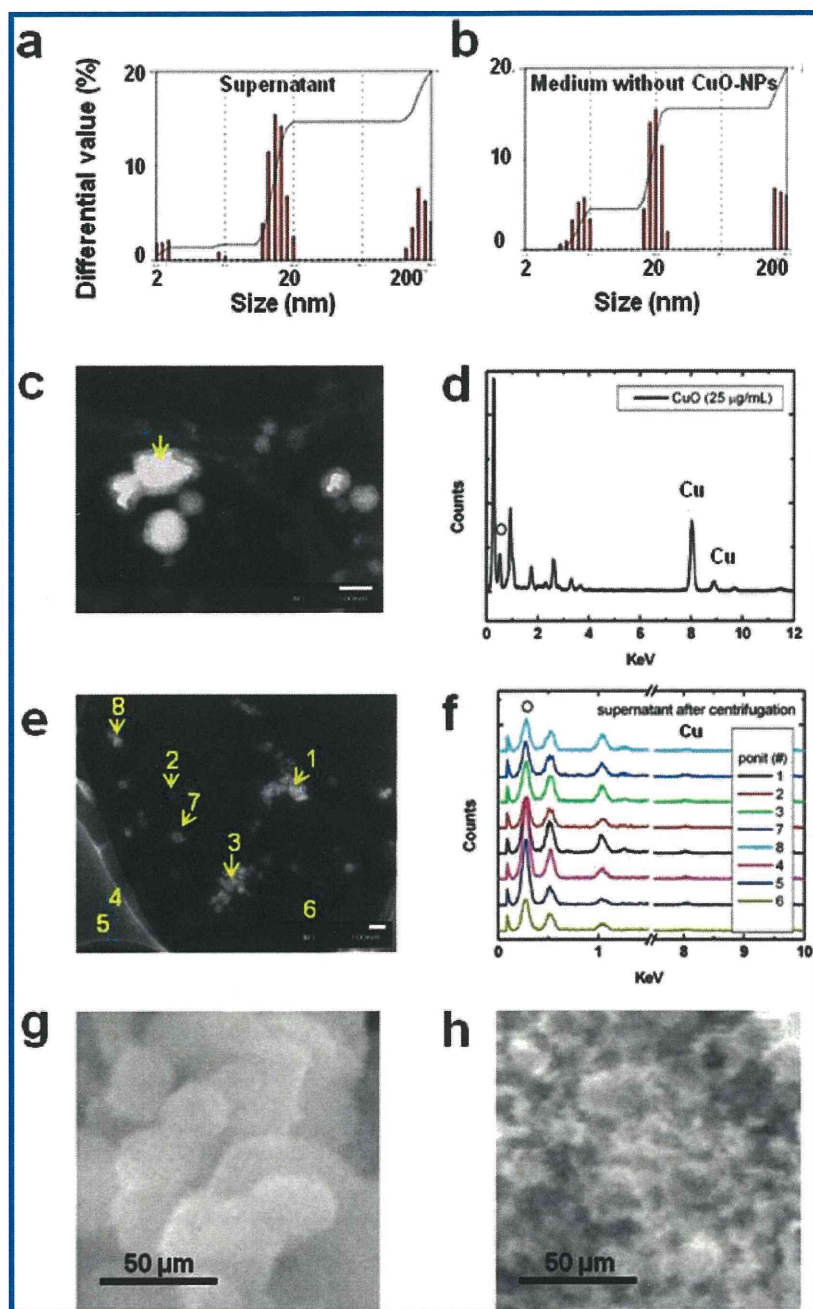 a
Differential value (%)
20
10
0
Supernatant
2
20
200
Size (nm)
b
20
10
0
Medium without CuO-NPs
2
20
200
Size (nm)
c
d
Counts
CuO (25 µg/mL)
O
Cu
Cu
0
2
4
6
8
10
12
KeV
e
8
2
1
7
3
4
5
6
f
Counts
O
supernatant after centrifugation
Cu
ponit (#)
1
2
3
7
8
4
5
6
0
1
8
9
10
KeV
g
50 µm
h
50 µm